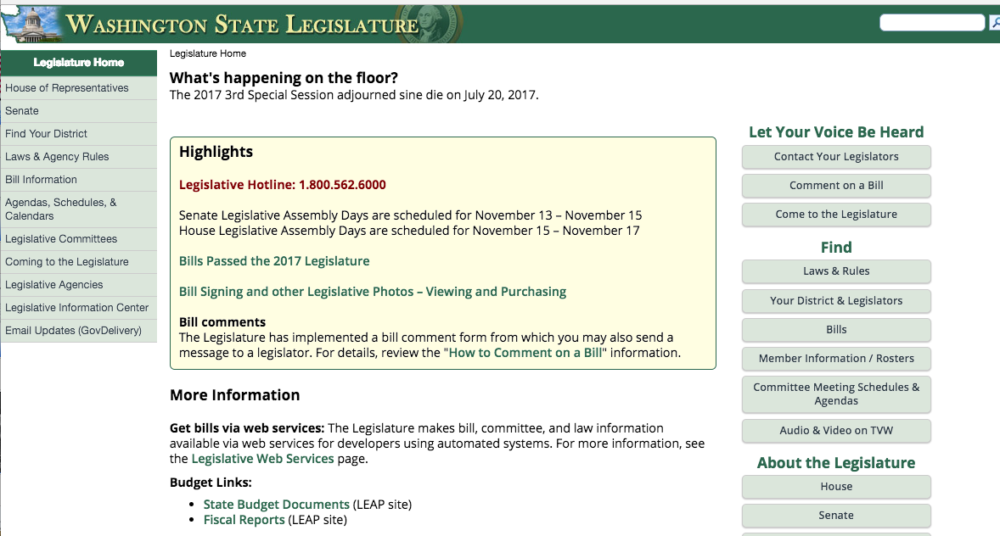 WASHINGTON STATE LEGISLATURE
Legislature Home
House of Representatives
Senate
Find Your District
Laws & Agency Rules
Bill Information
Agendas, Schedules, &
Calendars
Legislative Committees
Coming to the Legislature
Legislative Agencies
Legislative Information Center
Email Updates (GovDelivery)
Legislature Home
What's happening on the floor?
The 2017 3rd Special Session adjourned sine die on July 20, 2017.
Highlights
Legislative Hotline: 1.800.562.6000
Senate Legislative Assembly Days are scheduled for November 13 – November 15
House Legislative Assembly Days are scheduled for November 15 – November 17
Bills Passed the 2017 Legislature
Bill Signing and other Legislative Photos – Viewing and Purchasing
Bill comments
The Legislature has implemented a bill comment form from which you may also send a
message to a legislator. For details, review the "How to Comment on a Bill" information.
More Information
Get bills via web services: The Legislature makes bill, committee, and law information
available via web services for developers using automated systems. For more information, see
the Legislative Web Services page.
Budget Links:
• State Budget Documents (LEAP site)
• Fiscal Reports (LEAP site)
Let Your Voice Be Heard
Contact Your Legislators
Comment on a Bill
Come to the Legislature
Find
Laws & Rules
Your District & Legislators
Bills
Member Information / Rosters
Committee Meeting Schedules &
Agendas
Audio & Video on TVW
About the Legislature
House
Senate